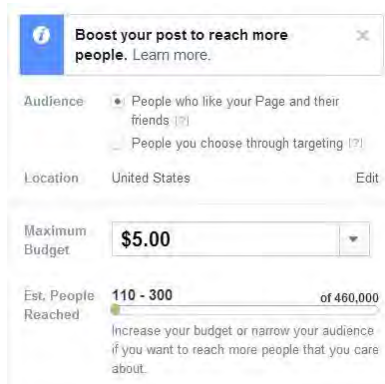 Boost your post to reach more
people. Learn more.
Audience
People who like your Page and their
friends [?]
People you choose through targeting [?]
Location United States Edit
Maximum
Budget
$5.00
Est. People
Reached
110 - 300 of 460,000
Increase your budget or narrow your audience
if you want to reach more people that you care
about.